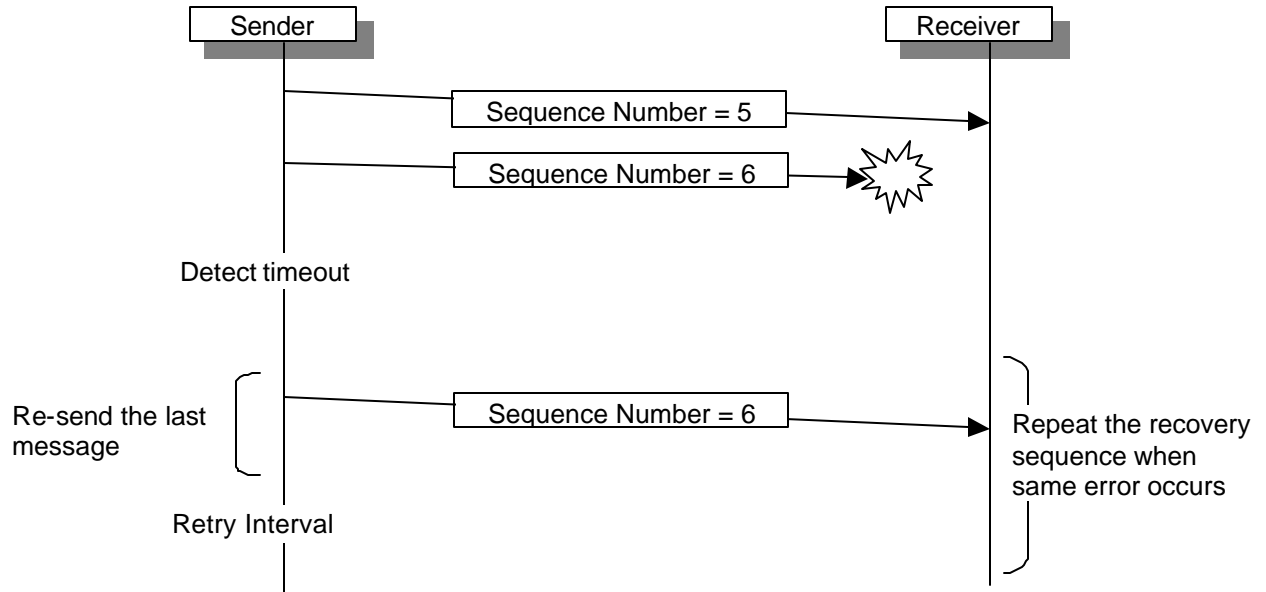 Sender
Receiver
Sequence Number = 5
Sequence Number = 6
Detect timeout
Re-send the last
message
Sequence Number = 6
Repeat the recovery
sequence when
same error occurs
Retry Interval